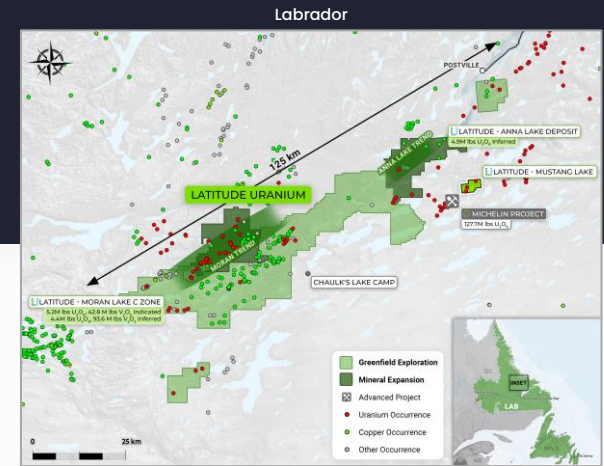 Labrador
POSTVILLE
LATITUDE - ANNA LAKE DEPOSIT
4.9M lbs U₃O₈ Inferred
ANNA LAKE TREND
LATITUDE - MUSTANG LAKE
125 km
LATITUDE URANIUM
MICHELIN PROJECT
127.7M lbs U₃O₈
MORAN TREND
CHAULK'S LAKE CAMP
LATITUDE - MORAN LAKE C ZONE
5.2M lbs U₃O₈, 42.8 M lbs V₂O₅ Indicated
4.4M lbs U₃O₈, 93.6 M lbs V₂O₅ Inferred
Greenfield Exploration
Mineral Expansion
Advanced Project
Uranium Occurrence
Copper Occurrence
Other Occurrence
INSET
LAB
NFLD
0 25 km